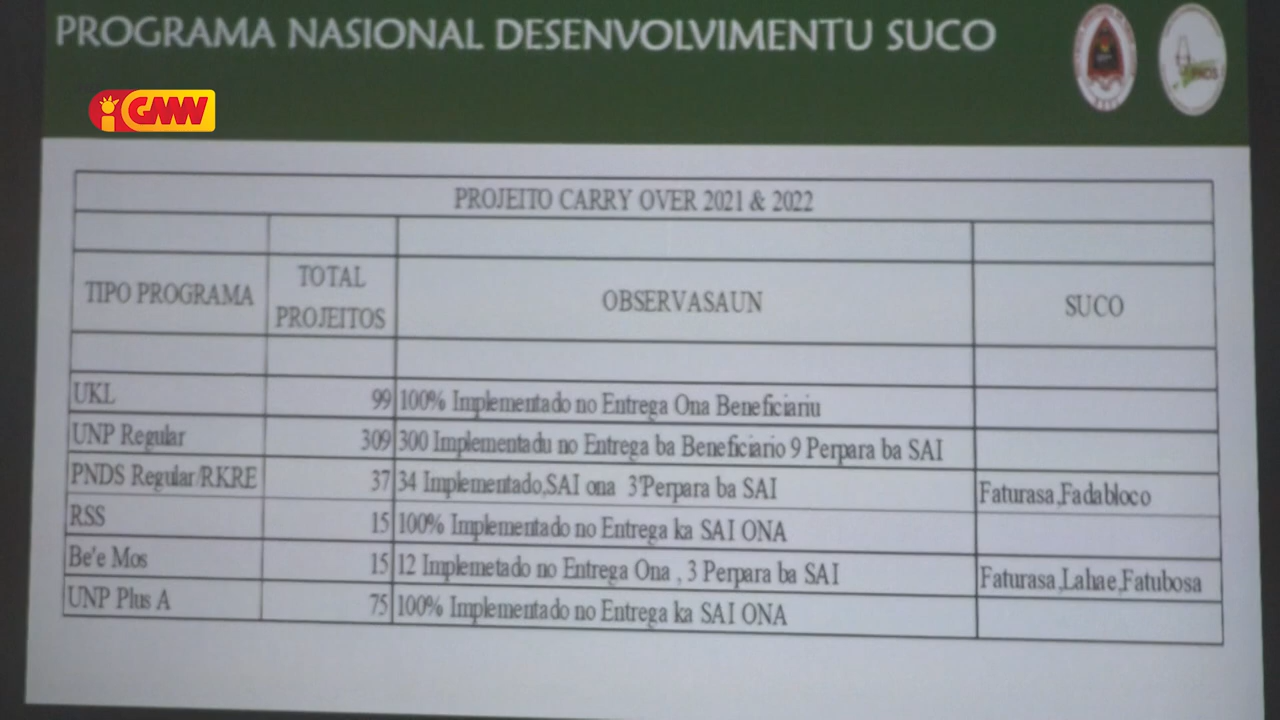 PROGRAMA NASIONAL DESENVOLVIMENTU SUCO
GMW
PROJEITO CARRY OVER 2021 & 2022
TIPO PROGRAMA TOTAL PROJEITOS OBSERVASAUN SUCO
UKL 99 100% Implementado no Entrega Ona Beneficiariu
UNP Regular 309 300 Implementadu no Entrega ba Beneficiario 9 Perpara ba SAI
PNDS Regular/RKRE 37 34 Implementado,SAI ona 3'Perpara ba SAI Faturasa,Fadabloco
RSS 15 100% Implementado no Entrega ka SAI ONA
Be'e Mos 15 12 Implemetado no Entrega Ona , 3 Perpara ba SAI Faturasa,Lahae,Fatubosa
UNP Plus A 75 100% Implementado no Entrega ka SAI ONA